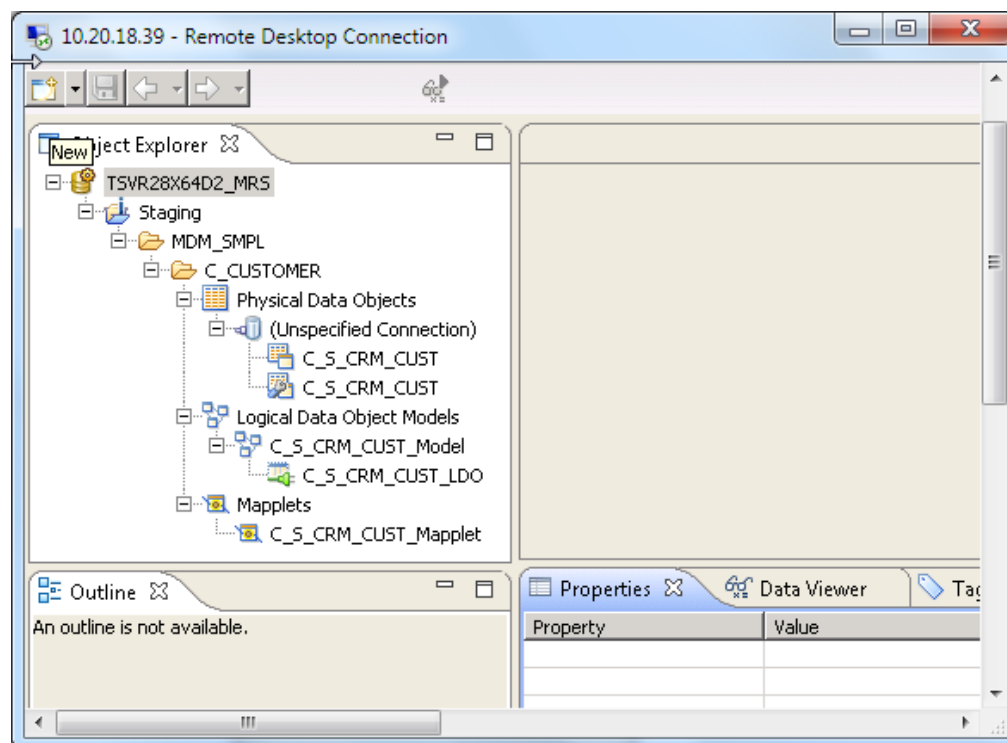 10.20.18.39 - Remote Desktop Connection
New
ject Explorer
TSVR28X64D2_MRS
Staging
MDM_SMPL
C_CUSTOMER
Physical Data Objects
(Unspecified Connection)
C_S_CRM_CUST
C_S_CRM_CUST
Logical Data Object Models
C_S_CRM_CUST_Model
C_S_CRM_CUST_LDO
Mapplets
C_S_CRM_CUST_Mapplet
Outline
An outline is not available.
Properties Data Viewer Tag
Property Value